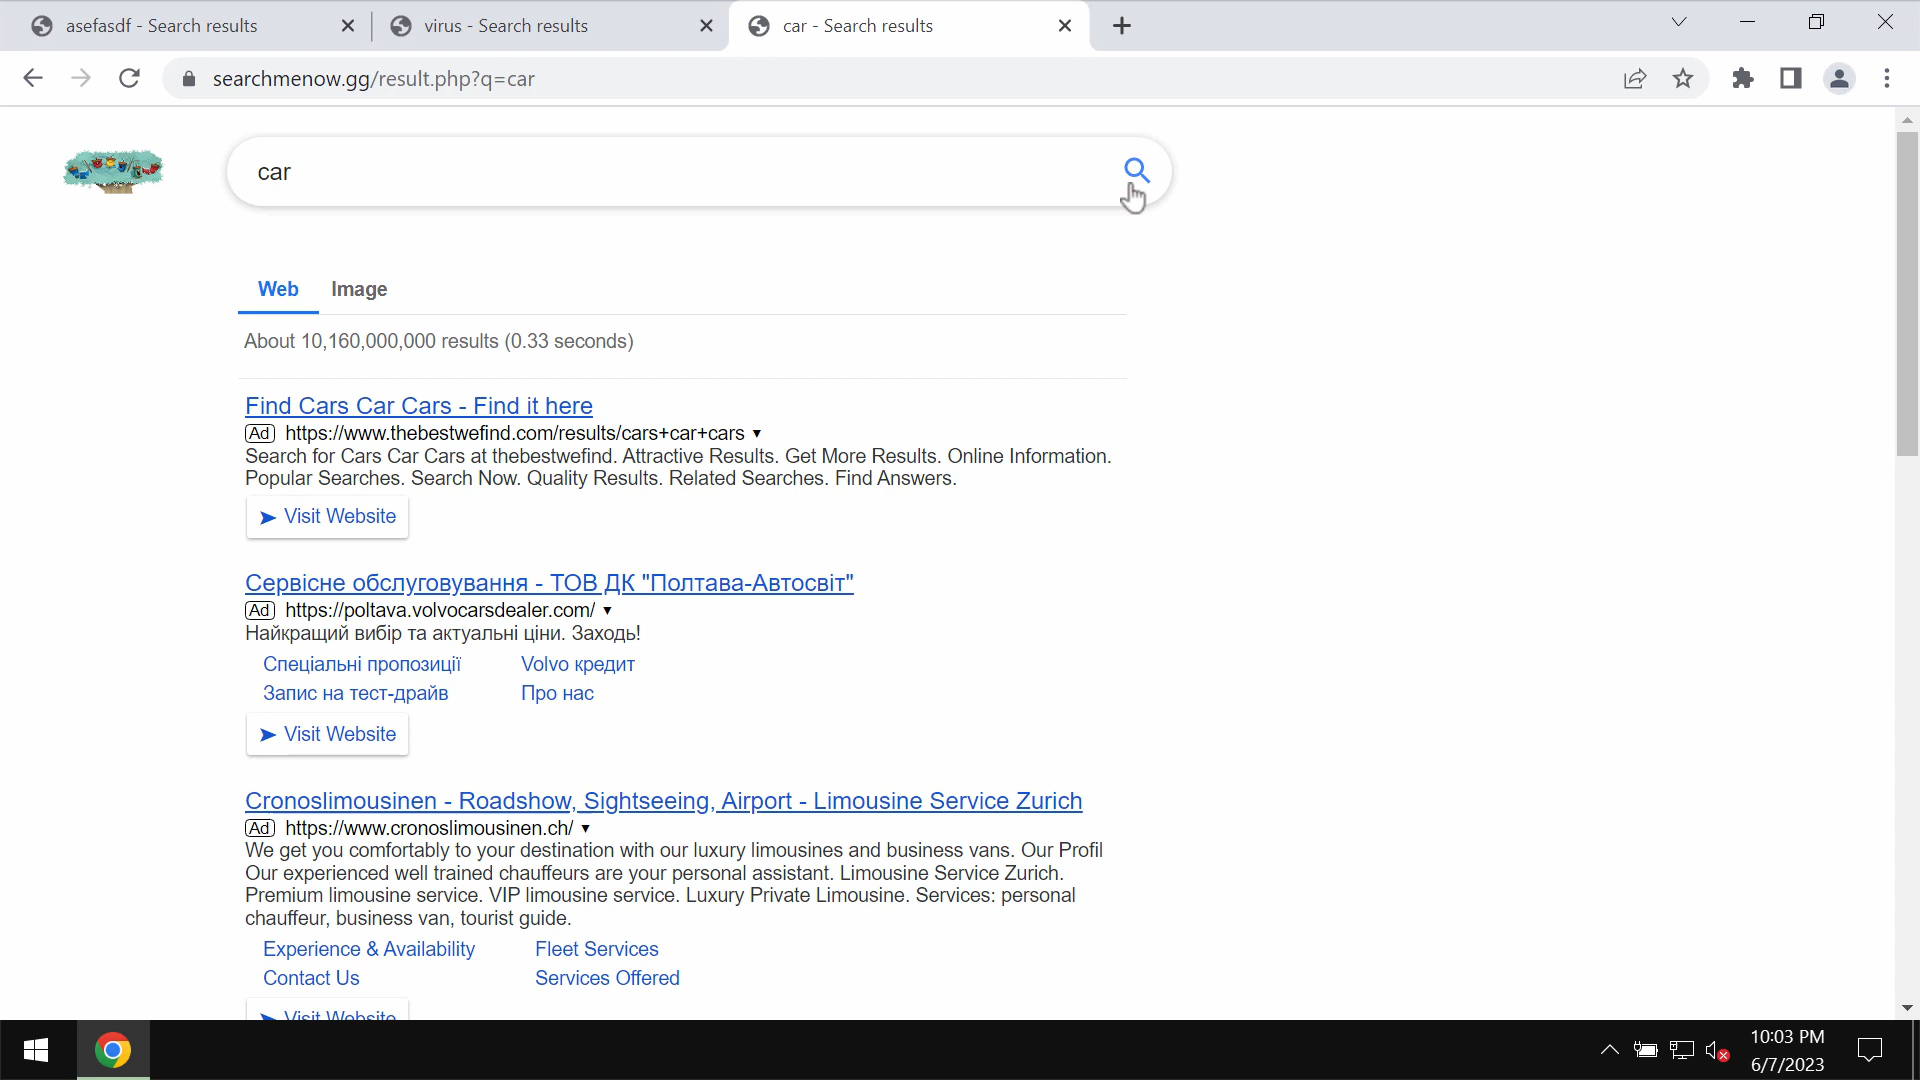 asefasdf - Search results
virus - Search results
car - Search results
searchmenow.gg/result.php?q=car
car
Web Image
About 10,160,000,000 results (0.33 seconds)
Find Cars Car Cars - Find it here
Ad https://www.thebestwefind.com/results/cars+car+cars ▼
Search for Cars Car Cars at thebestwefind. Attractive Results. Get More Results. Online Information.
Popular Searches. Search Now. Quality Results. Related Searches. Find Answers.
➤ Visit Website
Сервісне обслуговування - ТОВ ДК "Полтава-Автосвіт"
Ad https://poltava.volvocarsdealer.com/ ▼
Найкращий вибір та актуальні ціни. Заходь!
Спеціальні пропозиції Volvo кредит
Запис на тест-драйв Про нас
➤ Visit Website
Cronoslimousinen - Roadshow, Sightseeing, Airport - Limousine Service Zurich
Ad https://www.cronoslimousinen.ch/ ▼
We get you comfortably to your destination with our luxury limousines and business vans. Our Profil
Our experienced well trained chauffeurs are your personal assistant. Limousine Service Zurich.
Premium limousine service. VIP limousine service. Luxury Private Limousine. Services: personal
chauffeur, business van, tourist guide.
Experience & Availability Fleet Services
Contact Us Services Offered
➤ Visit Website
10:03 PM
6/7/2023